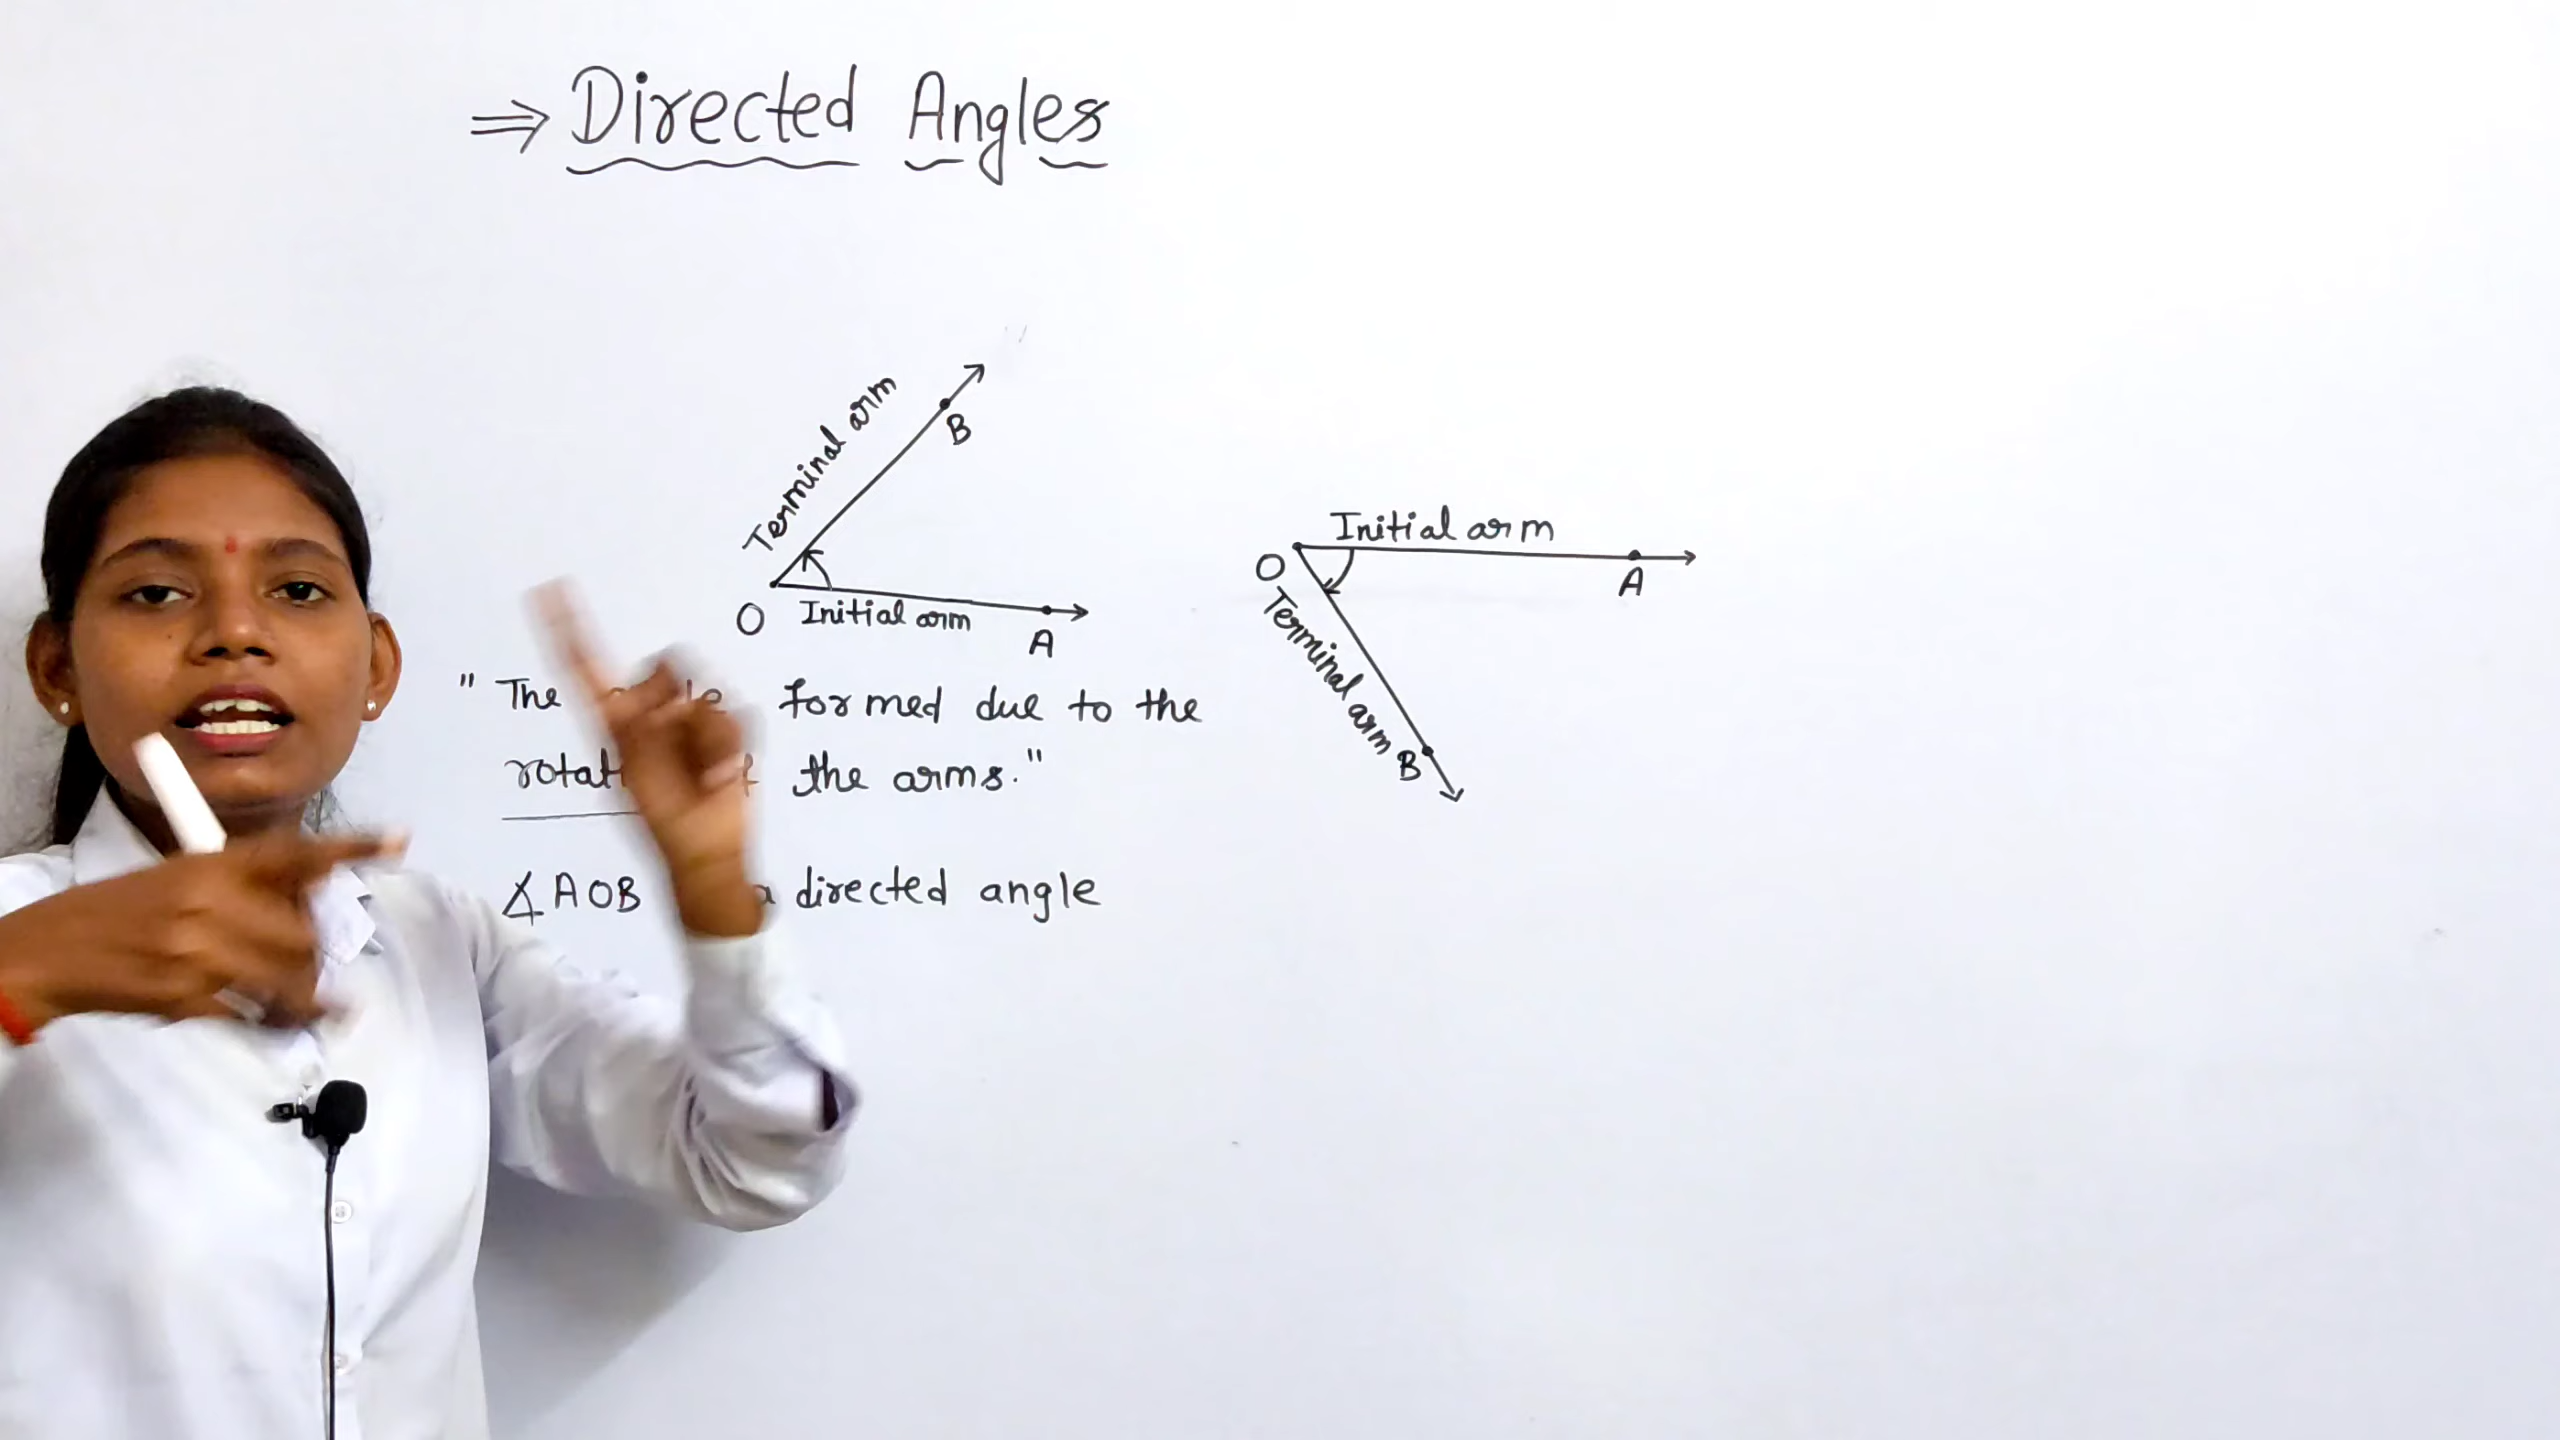 ⇒ Directed Angles
Terminal arm
B
O Initial arm
A
Initial arm
O
A
Terminal arm
B
" The formed due to the
the arms."
∡AOB a directed angle